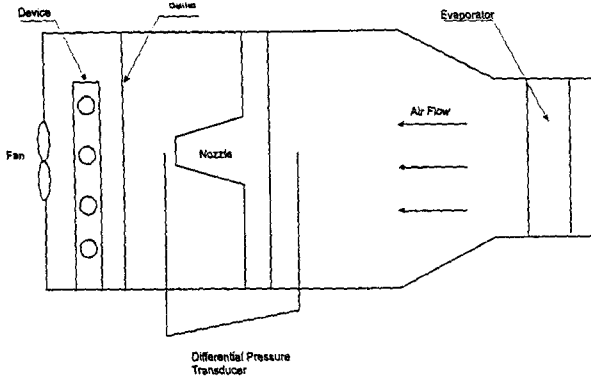 Device
Evaporator
Air Flow
Fan
Nozzle
Differential Pressure
Transducer